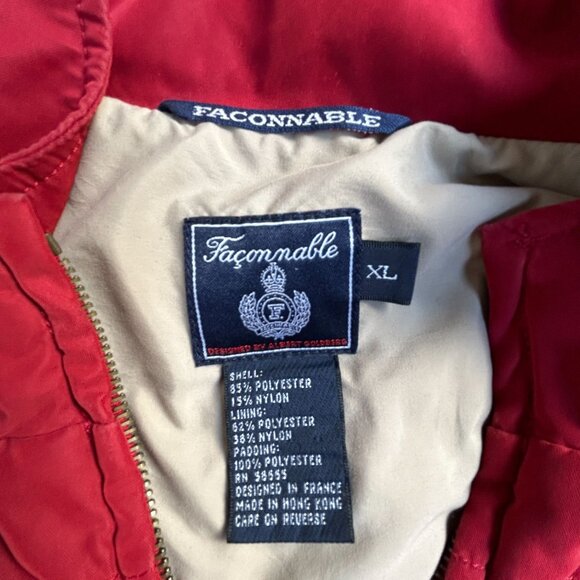 FACONNABLE
Façonnable
XL
F.
DESIGNED BY ALBERT GOLDBERG
SHELL:
85% POLYESTER
15% NYLON
LINING:
62% POLYESTER
38% NYLON
PADDING:
100% POLYESTER
RN 58555
DESIGNED IN FRANCE
MADE IN HONG KONG
CARE ON REVERSE